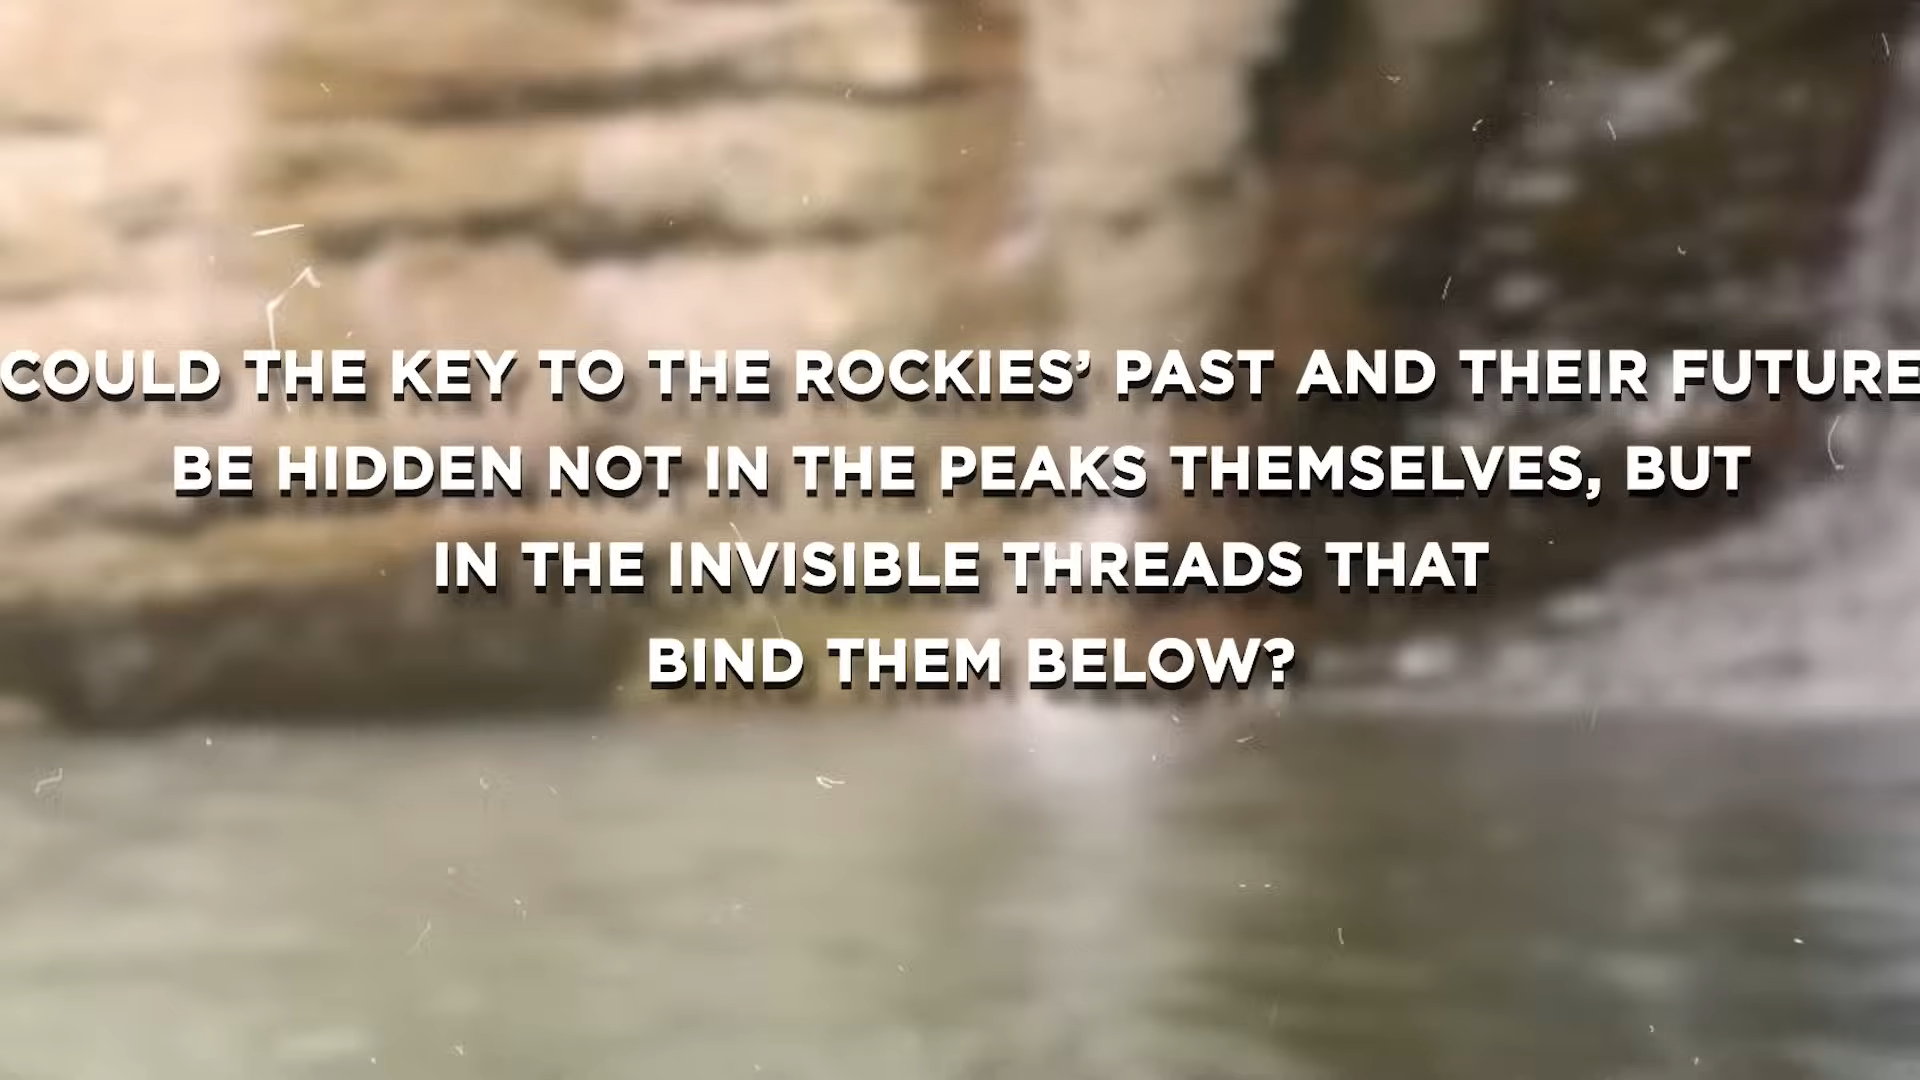 COULD THE KEY TO THE ROCKIES’ PAST AND THEIR FUTURE
BE HIDDEN NOT IN THE PEAKS THEMSELVES, BUT
IN THE INVISIBLE THREADS THAT
BIND THEM BELOW?